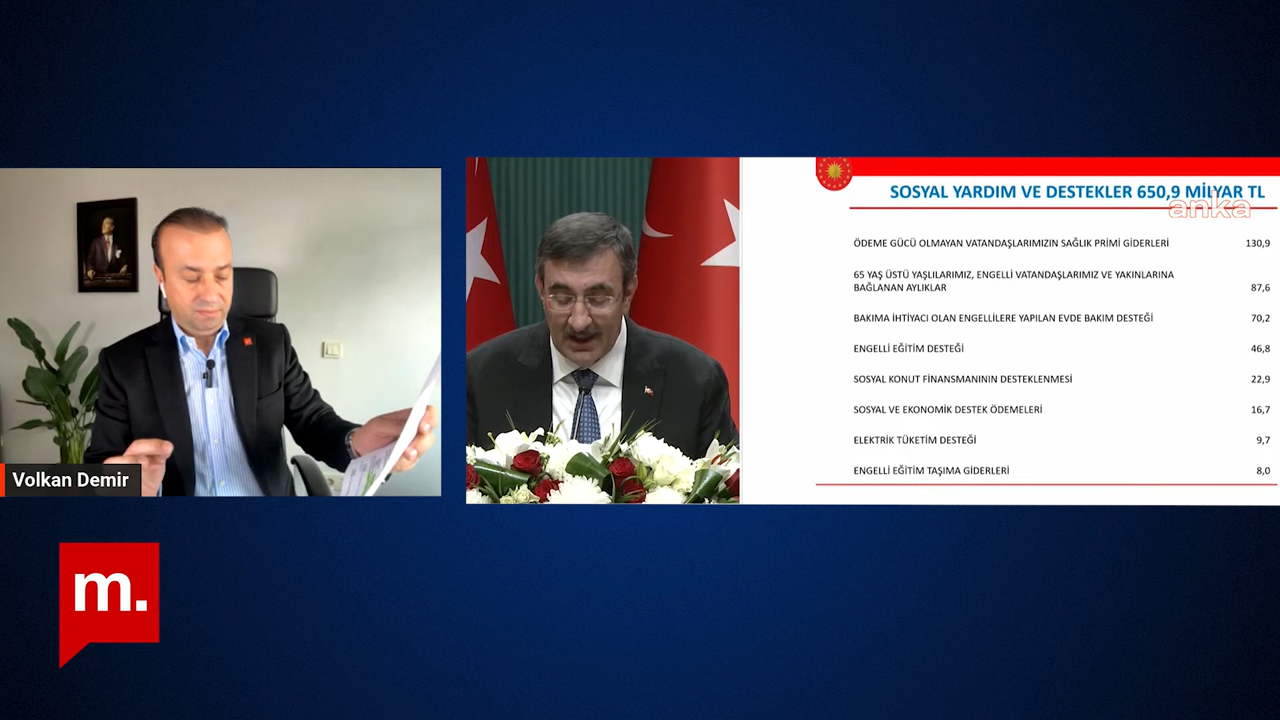 Volkan Demir
m.
SOSYAL YARDIM VE DESTEKLER 650,9 MİLYAR TL
anka
ÖDEME GÜCÜ OLMAYAN VATANDAŞLARIMIZIN SAĞLIK PRİMİ GİDERLERİ 130,9
65 YAŞ ÜSTÜ YAŞLILARIMIZ, ENGELLİ VATANDAŞLARIMIZ VE YAKINLARINA
BAĞLANAN AYLIKLAR 87,6
BAKIMA İHTİYACI OLAN ENGELLİLERE YAPILAN EVDE BAKIM DESTEĞİ 70,2
ENGELLİ EĞİTİM DESTEĞİ 46,8
SOSYAL KONUT FİNANSMANININ DESTEKLENMESİ 22,9
SOSYAL VE EKONOMİK DESTEK ÖDEMELERİ 16,7
ELEKTRİK TÜKETİM DESTEĞİ 9,7
ENGELLİ EĞİTİM TAŞIMA GİDERLERİ 8,0